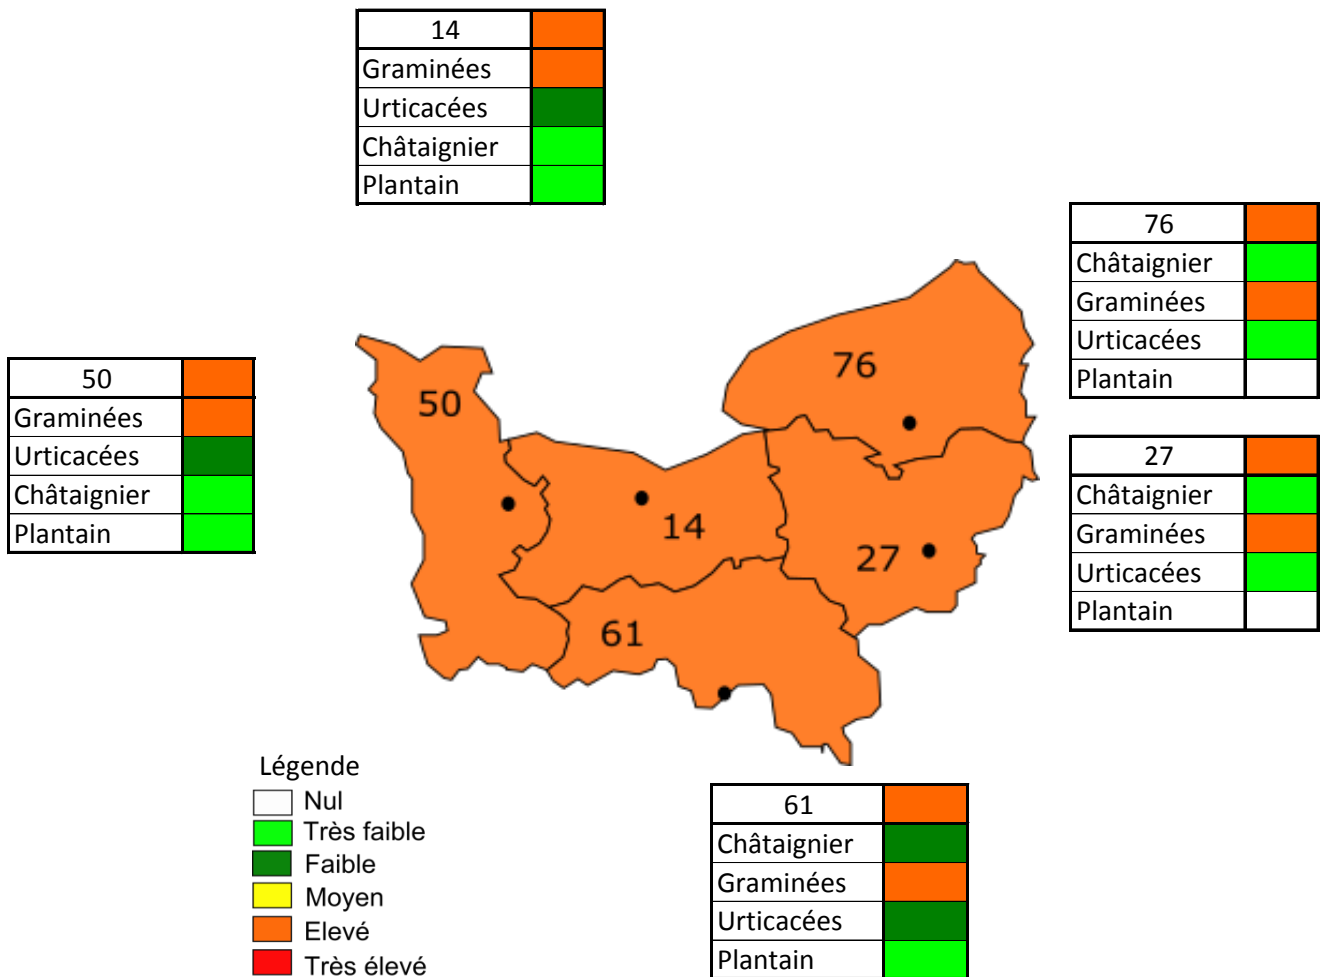 14
Graminées
Urticacées
Châtaignier
Plantain
76
Châtaignier
Graminées
Urticacées
Plantain
50
Graminées
Urticacées
Châtaignier
Plantain
27
Châtaignier
Graminées
Urticacées
Plantain
76
50
14
27
61
Légende
Nul
Très faible
Faible
Moyen
Elevé
Très élevé
61
Châtaignier
Graminées
Urticacées
Plantain